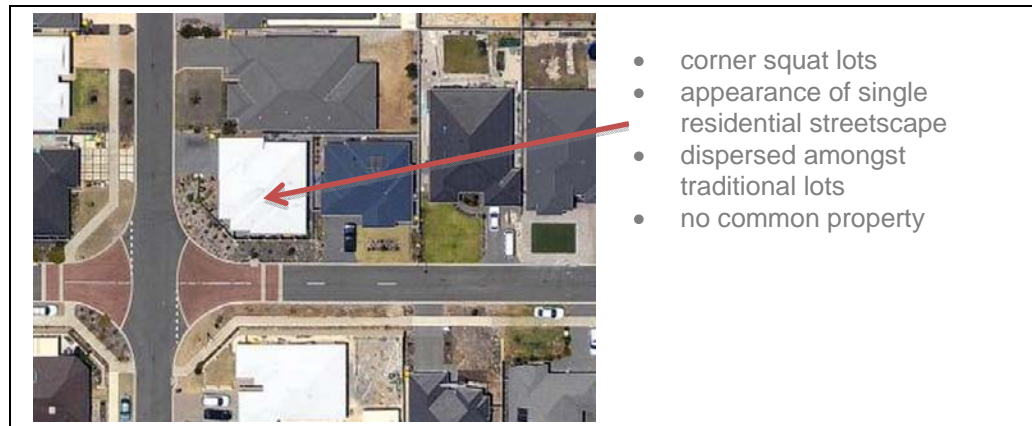 • corner squat lots
• appearance of single
residential streetscape
• dispersed amongst
traditional lots
• no common property